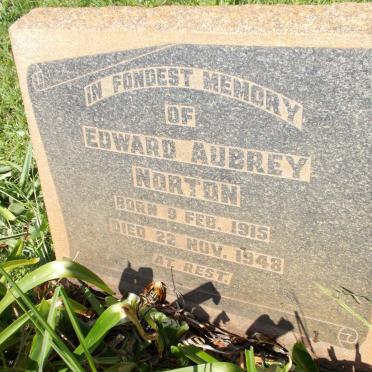 IN FONDEST MEMORY
OF
EDWARD AUBREY
NORTON
BORN 9 FEB. 1915
DIED 22 NOV. 1948
AT REST.